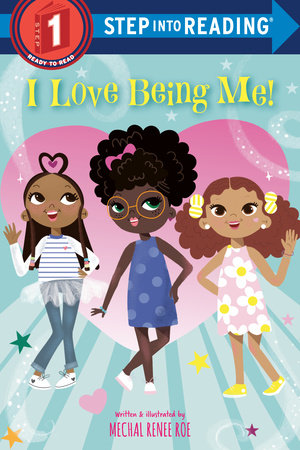 STEP INTO READING®
STEP
1
READY TO READ
I Love Being Me!
Written & illustrated by
MECHAL RENEE ROE